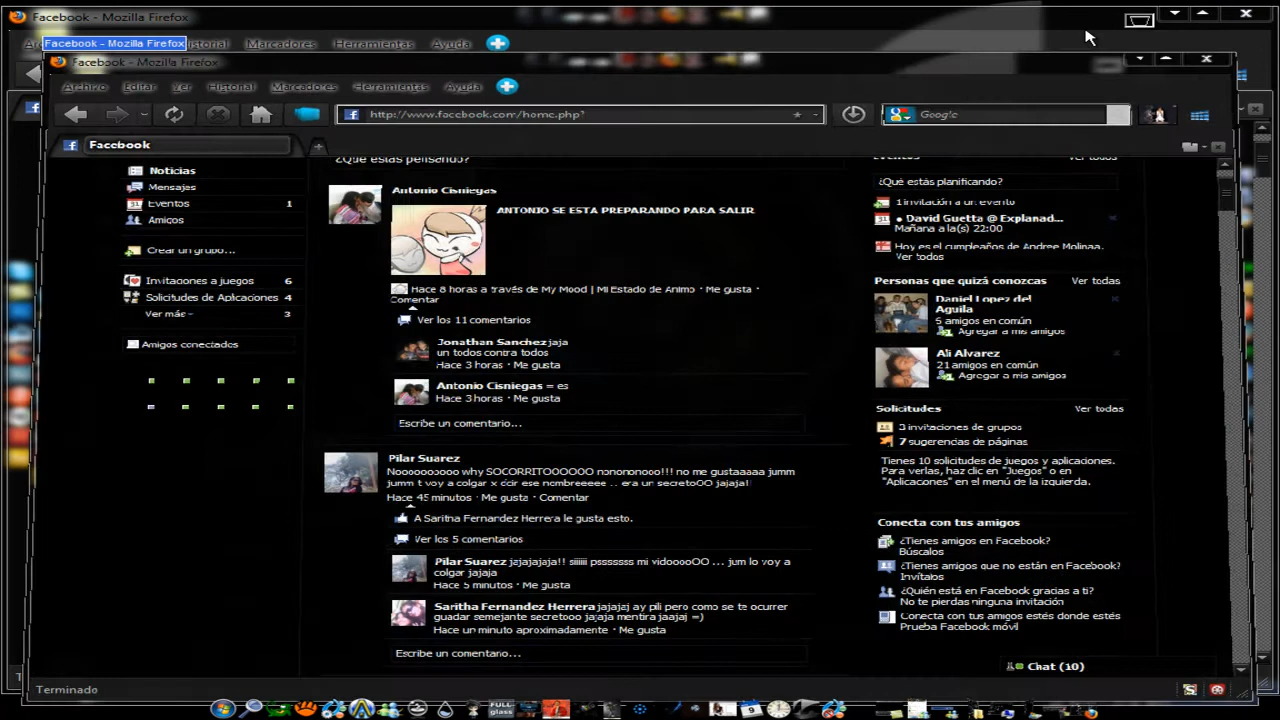 Facebook - Mozilla Firefox
Facebook - Mozilla Firefox
Marcadores
Herramientas
Ayuda
Facebook - Mozilla Firefox
Archivo
Editar
Ver
Historial
Marcadores
Herramientas
Ayuda
http://www.facebook.com/home.php?
Google
Facebook
Noticias
Mensajes
Eventos 1
Amigos
Crear un grupo...
Invitaciones a juegos 6
Solicitudes de Aplicaciones 4
Ver más 3
Amigos conectados
¿Qué estás pensando?
Antonio Cisniegas
ANTONIO SE ESTA PREPARANDO PARA SALIR
Hace 8 horas a través de My Mood | Mi Estado de Animo · Me gusta ·
Comentar
Ver los 11 comentarios
Jonathan Sanchez jaja
un todos contra todos
Hace 3 horas · Me gusta
Antonio Cisniegas = es
Hace 3 horas · Me gusta
Escribe un comentario...
Pilar Suarez
Nooooooooo why SOCORRITOOOOO nonononoo!!! no me gustaaaaa jumm
jumm t voy a colgar x dcir ese nombreeeee .. era un secretoOO jajaja!
Hace 45 minutos · Me gusta · Comentar
A Saritha Fernandez Herrera le gusta esto.
Ver los 5 comentarios
Pilar Suarez jajajajaja!! siiiiii psssssss mi vidooooOO ... jum lo voy a
colgar jajaja
Hace 5 minutos · Me gusta
Saritha Fernandez Herrera jajajaj ay pili pero como se te ocurrer
guadar semejante secretooo jajaja mentira jaajaj =)
Hace un minuto aproximadamente · Me gusta
Escribe un comentario...
Eventos
Ver todos
¿Qué estás planificando?
1 invitación a un evento
● David Guetta @ Explanad...
Mañana a la(s) 22:00
Hoy es el cumpleaños de Andree Molinaa.
Ver todos
Personas que quizá conozcas
Ver todas
Daniel Lopez del
Aguila
5 amigos en común
Agregar a mis amigos
Ali Alvarez
21 amigos en común
Agregar a mis amigos
Solicitudes
Ver todas
3 invitaciones de grupos
7 sugerencias de páginas
Tienes 10 solicitudes de juegos y aplicaciones.
Para verlas, haz clic en "Juegos" o en
"Aplicaciones" en el menú de la izquierda.
Conecta con tus amigos
¿Tienes amigos en Facebook?
Búscalos
¿Tienes amigos que no están en Facebook?
Invítalos
¿Quién está en Facebook gracias a ti?
No te pierdas ninguna invitación
Conecta con tus amigos estés donde estés
Prueba Facebook móvil
Chat (10)
Terminado
FULL
glass